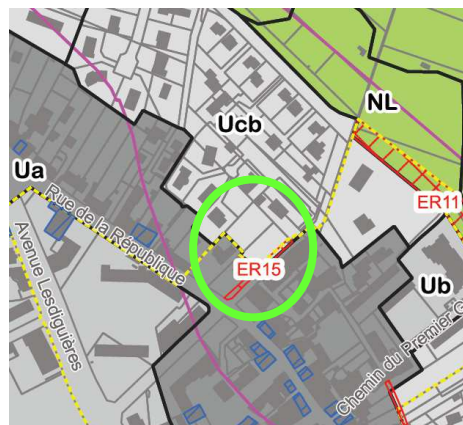 NL
Ucb
Ua
ER11
Rue de la République
ER15
Ub
Avenue Lesdiguières
Chemin du Premier G